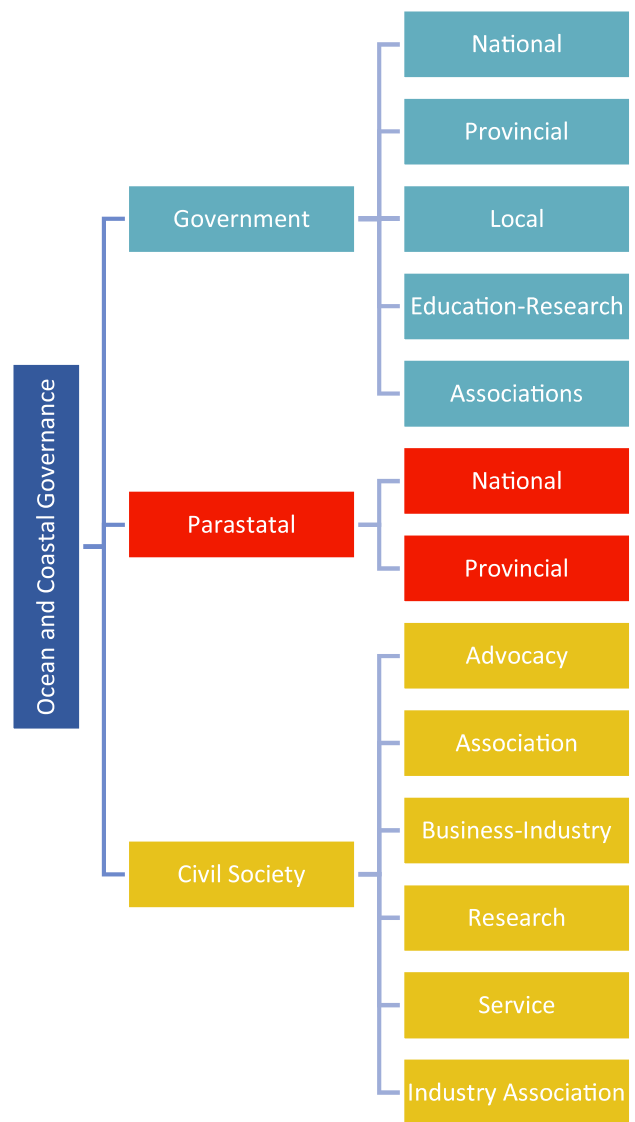 Ocean and Coastal Governance
Government
National
Provincial
Local
Education-Research
Associations
Parastatal
National
Provincial
Civil Society
Advocacy
Association
Business-Industry
Research
Service
Industry Association